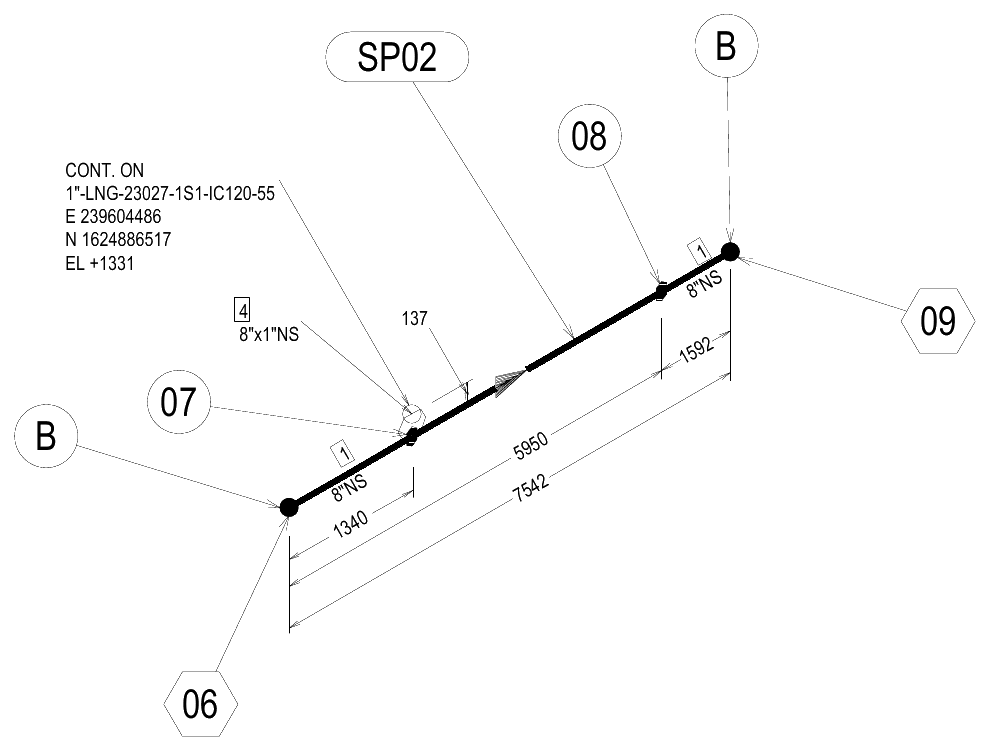 SP02
B
08
CONT. ON
1"-LNG-23027-1S1-IC120-55
E 239604486
N 1624886517
EL +1331
1
8"NS
4
8"x1"NS
137
09
1592
07
B
1
8"NS
5950
7542
1340
06